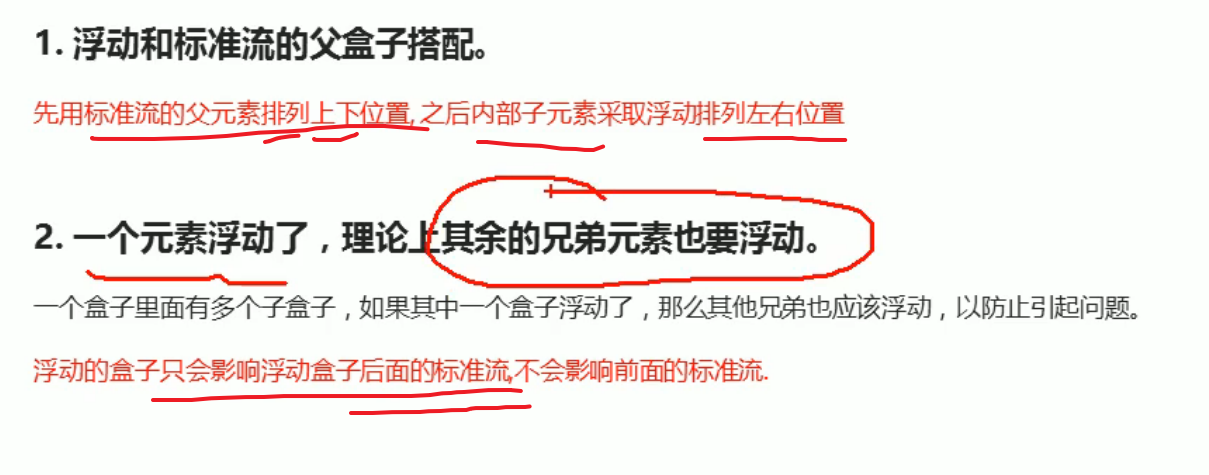 1. 浮动和标准流的父盒子搭配。
先用标准流的父元素排列上下位置,之后内部子元素采取浮动排列左右位置
2. 一个元素浮动了，理论上其余的兄弟元素也要浮动。
一个盒子里面有多个子盒子，如果其中一个盒子浮动了，那么其他兄弟也应该浮动，以防止引起问题。
浮动的盒子只会影响浮动盒子后面的标准流,不会影响前面的标准流.